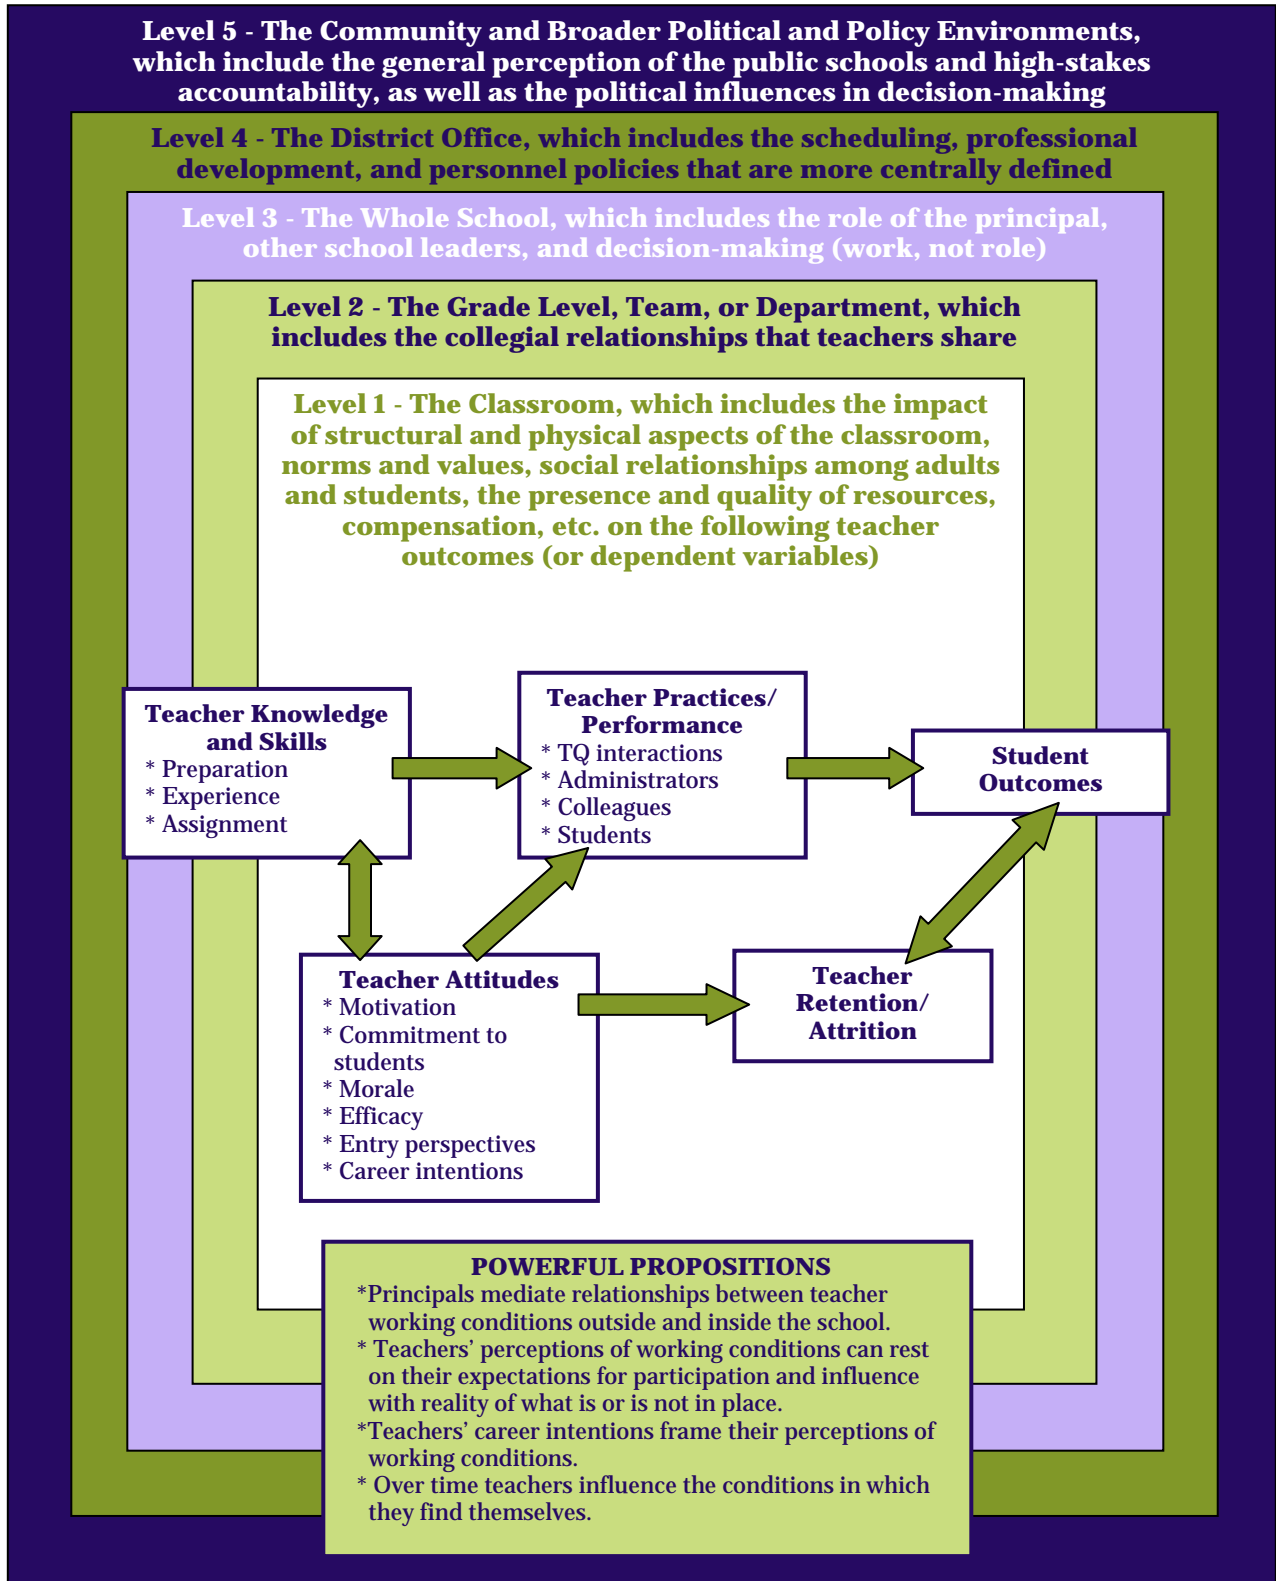 Level 5 - The Community and Broader Political and Policy Environments,
which include the general perception of the public schools and high-stakes
accountability, as well as the political influences in decision-making
Level 4 - The District Office, which includes the scheduling, professional
development, and personnel policies that are more centrally defined
Level 3 - The Whole School, which includes the role of the principal,
other school leaders, and decision-making (work, not role)
Level 2 - The Grade Level, Team, or Department, which
includes the collegial relationships that teachers share
Level 1 - The Classroom, which includes the impact
of structural and physical aspects of the classroom,
norms and values, social relationships among adults
and students, the presence and quality of resources,
compensation, etc. on the following teacher
outcomes (or dependent variables)
Teacher Knowledge
and Skills
* Preparation
* Experience
* Assignment
Teacher Practices/
Performance
* TQ interactions
* Administrators
* Colleagues
* Students
Student
Outcomes
Teacher Attitudes
* Motivation
* Commitment to
students
* Morale
* Efficacy
* Entry perspectives
* Career intentions
Teacher
Retention/
Attrition
POWERFUL PROPOSITIONS
*Principals mediate relationships between teacher
working conditions outside and inside the school.
* Teachers’ perceptions of working conditions can rest
on their expectations for participation and influence
with reality of what is or is not in place.
*Teachers’ career intentions frame their perceptions of
working conditions.
* Over time teachers influence the conditions in which
they find themselves.